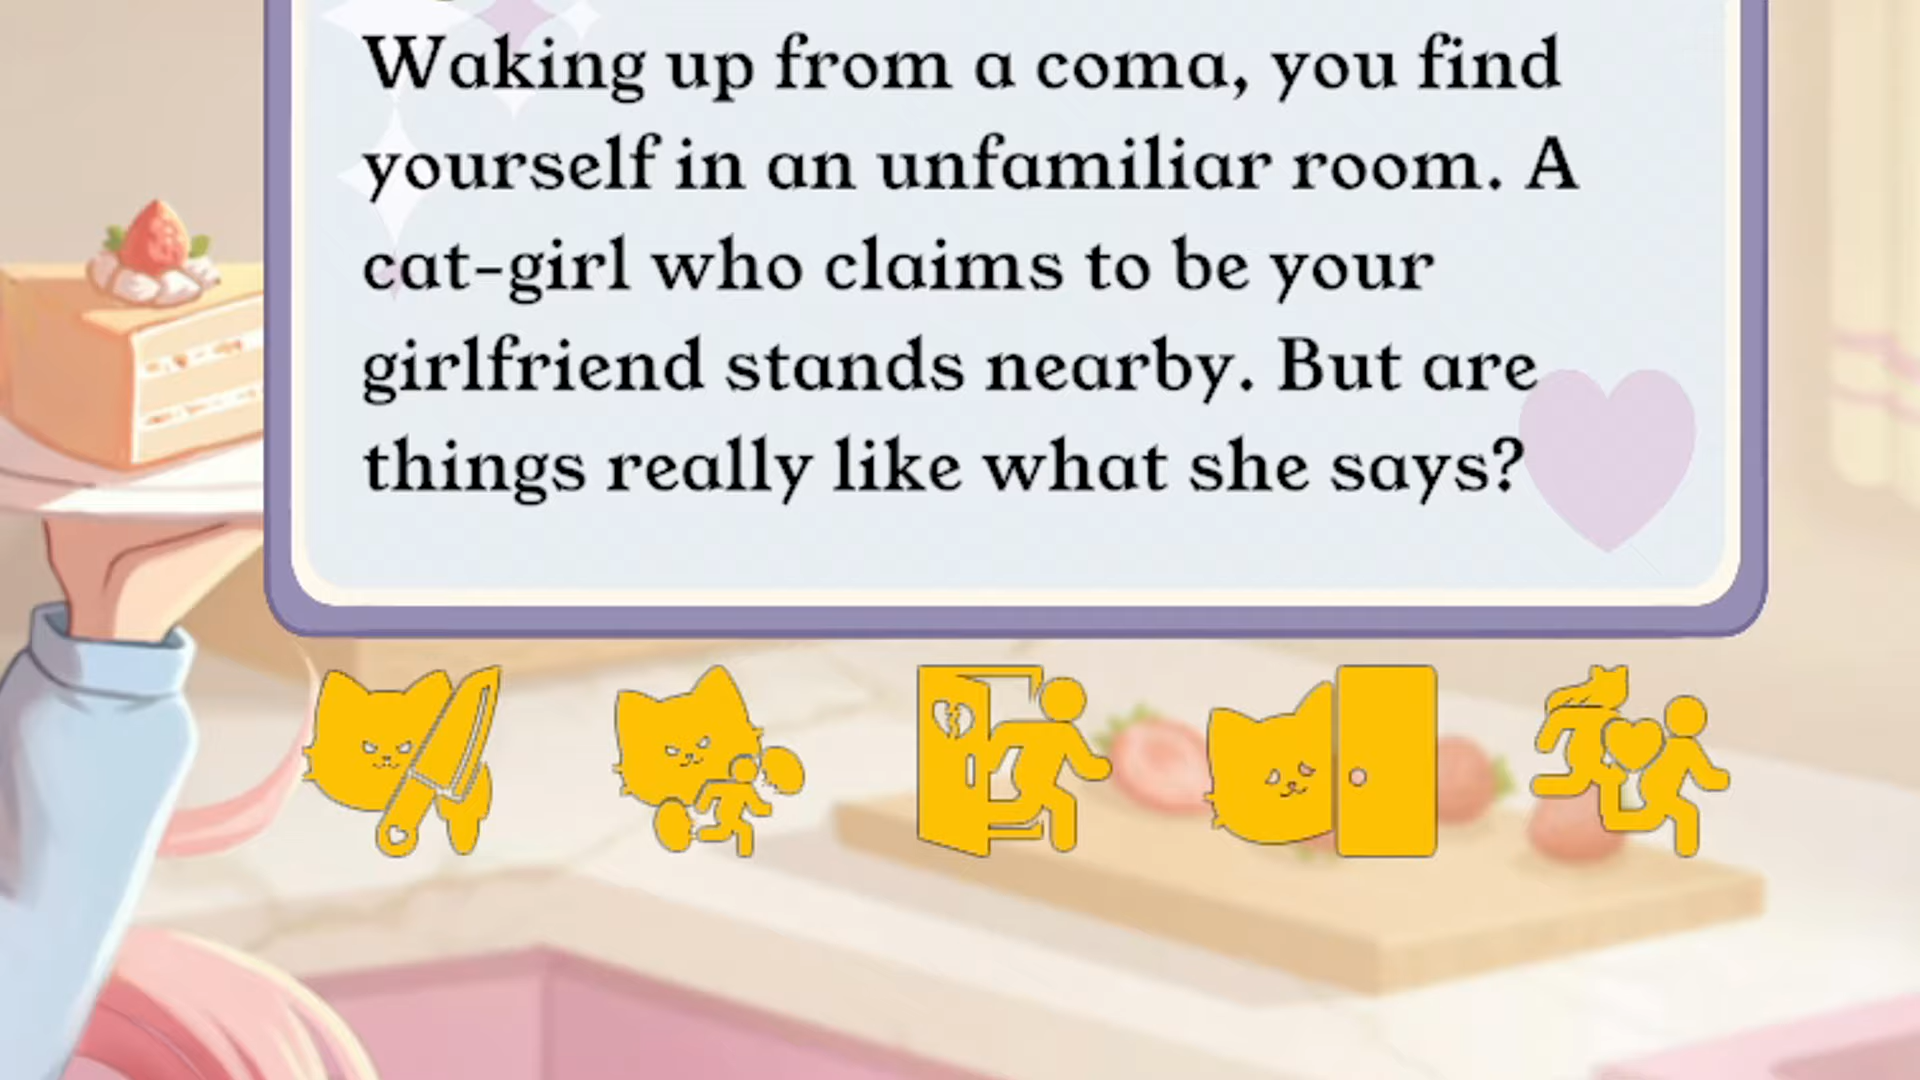 Waking up from a coma, you find
yourself in an unfamiliar room. A
cat-girl who claims to be your
girlfriend stands nearby. But are
things really like what she says?